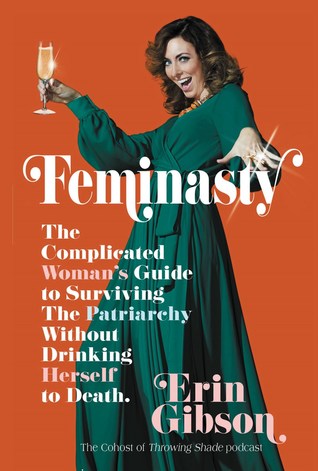 Feminasty
The
Complicated
Woman's Guide
to Surviving
The Patriarchy
Without
Drinking
Herself
to Death.
Erin
Gibson
The Cohost of Throwing Shade podcast